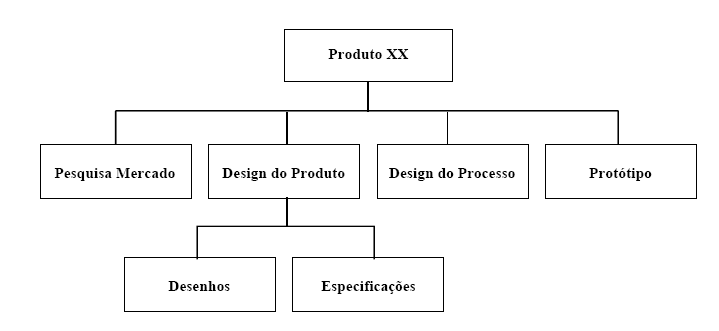 Produto XX
Pesquisa Mercado
Design do Produto
Design do Processo
Protótipo
Desenhos
Especificações